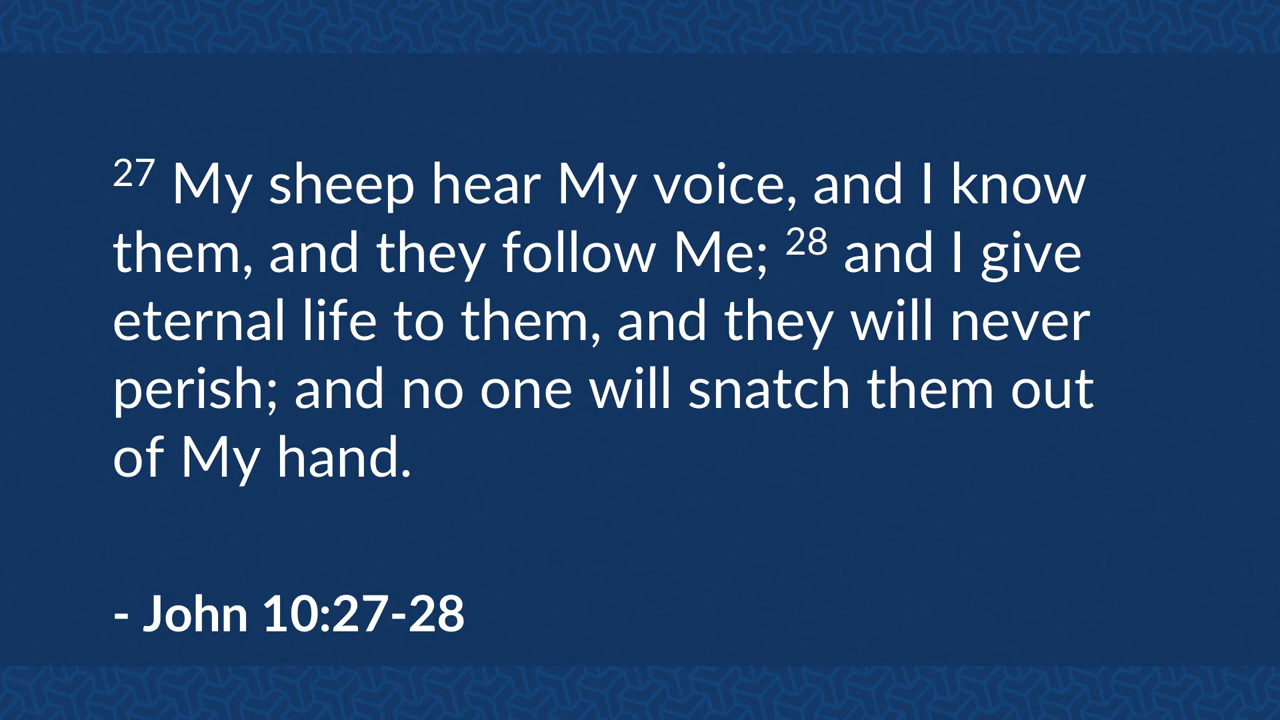 27 My sheep hear My voice, and I know
them, and they follow Me; 28 and I give
eternal life to them, and they will never
perish; and no one will snatch them out
of My hand.
- John 10:27-28